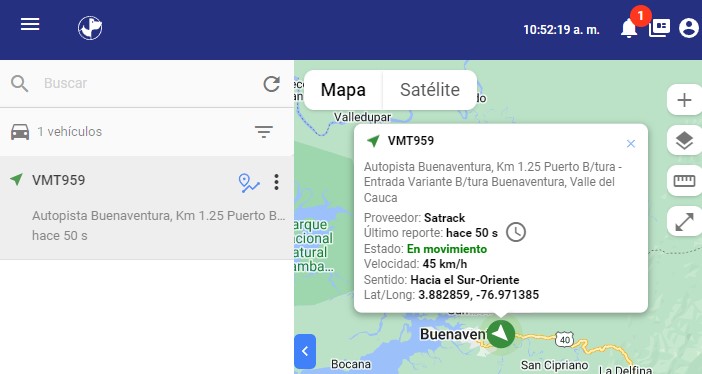 10:52:19 a. m.
1
Buscar
1 vehículos
VMT959
Autopista Buenaventura, Km 1.25 Puerto B...
hace 50 s
Mapa
Satélite
Valledupar
VMT959
Autopista Buenaventura, Km 1.25 Puerto B/tura -
Entrada Variante B/tura Buenaventura, Valle del
Cauca
Proveedor: Satrack
Último reporte: hace 50 s
Estado: En movimiento
Velocidad: 45 km/h
Sentido: Hacia el Sur-Oriente
Lat/Long: 3.882859, -76.971385
arque
cional
atural
amba...
Buenavent
40
Bocana
San Cipriano
La Delfina